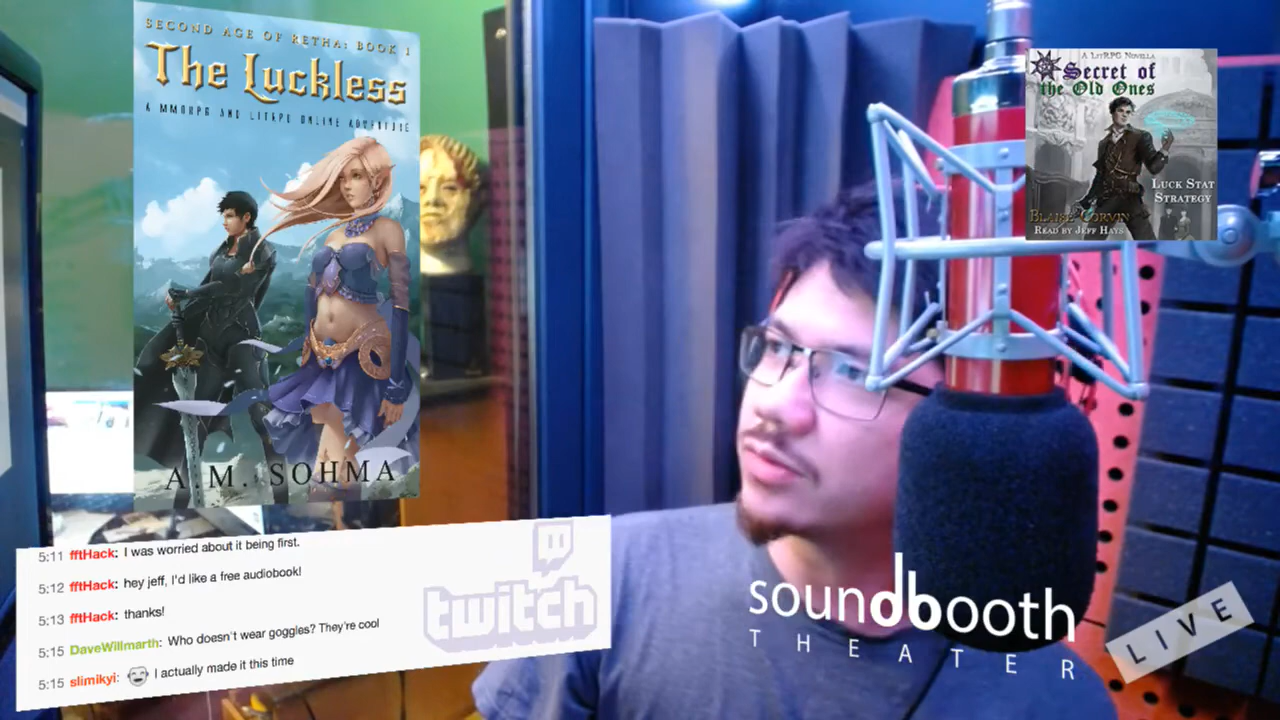 SECOND AGE OF RETHA: BOOK 1
The Luckless
A MMORPG AND LITRPG ONLINE ADVENTURE
A.M. SOHMA
A LitRPG Novella
Secret of
the Old Ones
Luck Stat
Strategy
Blaise Corvin
Read by Jeff Hays
5:11 fftHack: I was worried about it being first.
5:12 fftHack: hey jeff, I'd like a free audiobook!
5:13 fftHack: thanks!
5:15 DaveWillmarth: Who doesn't wear goggles? They're cool
5:15 slimikyi: I actually made it this time
twitch
soundbooth
THEATER
LIVE